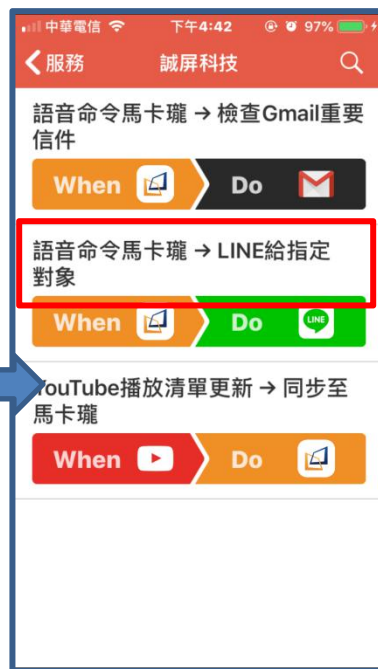 中華電信 下午4:42 97%
服務 誠屏科技
語音命令馬卡瓏 → 檢查Gmail重要
信件
When Do
語音命令馬卡瓏 → LINE給指定
對象
When Do LINE
YouTube播放清單更新 → 同步至
馬卡瓏
When Do